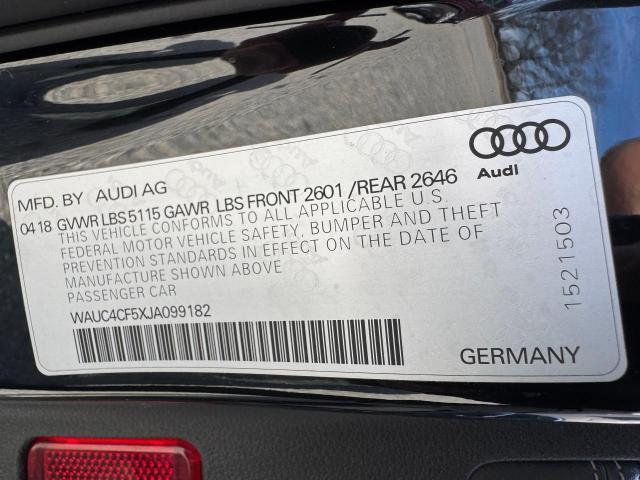 MFD. BY AUDI AG
Audi
04 18 GVWR LBS 5115 GAWR LBS FRONT 2601 /REAR 2646
THIS VEHICLE CONFORMS TO ALL APPLICABLE U.S.
FEDERAL MOTOR VEHICLE SAFETY, BUMPER AND THEFT
PREVENTION STANDARDS IN EFFECT ON THE DATE OF
MANUFACTURE SHOWN ABOVE
PASSENGER CAR
WAUC4CF5XJA099182
GERMANY
1521503